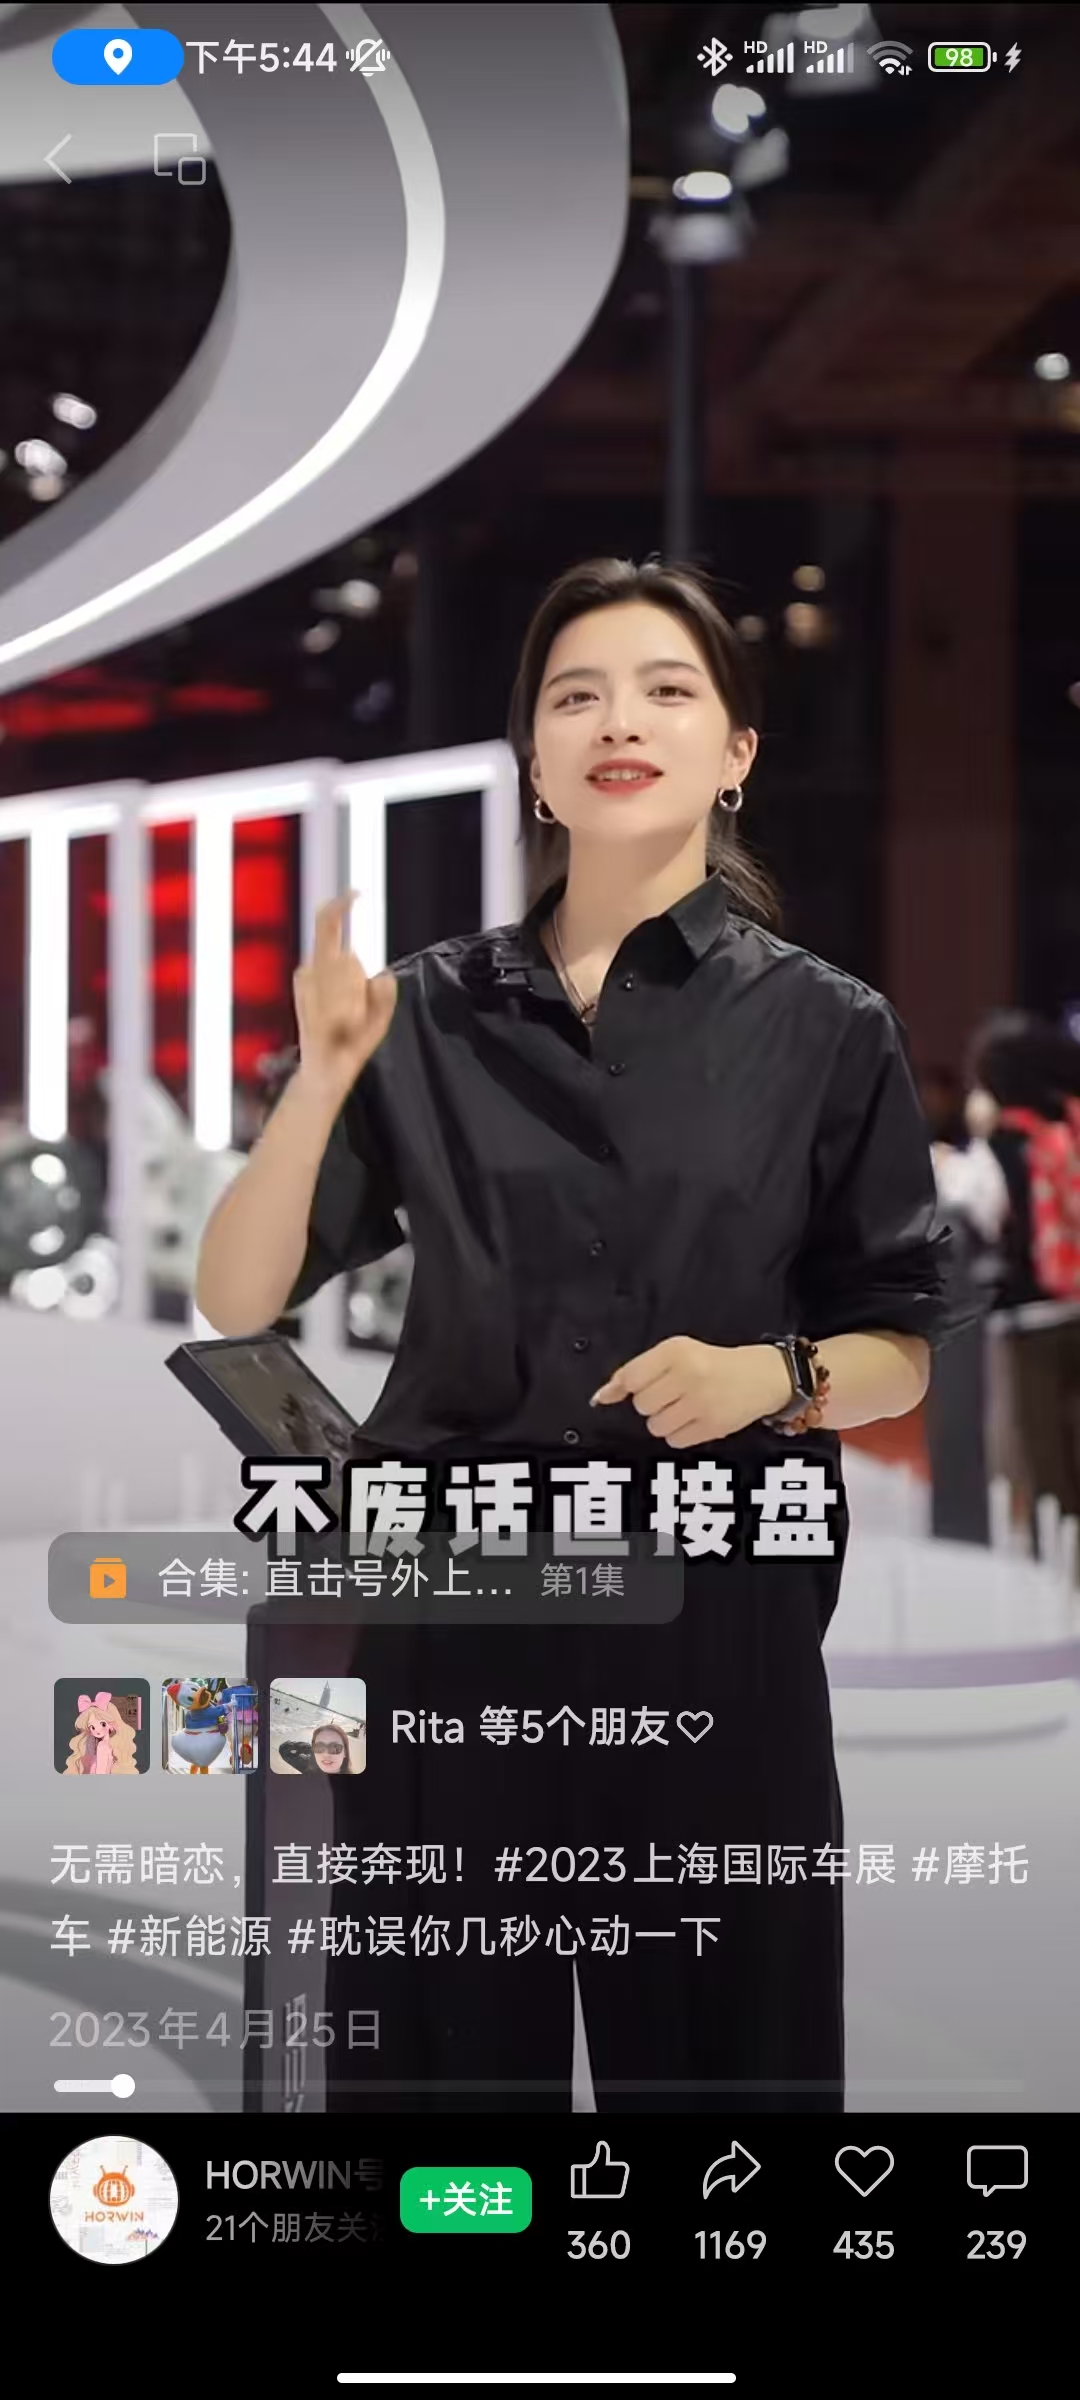 下午5:44
HD HD 98
不废话直接盘
合集: 直击号外上... 第1集
Rita 等5个朋友♡
无需暗恋，直接奔现！#2023上海国际车展 #摩托
车 #新能源 #耽误你几秒心动一下
2023年4月25日
HORWIN
HORWIN号
21个朋友关注
+关注
360 1169 435 239